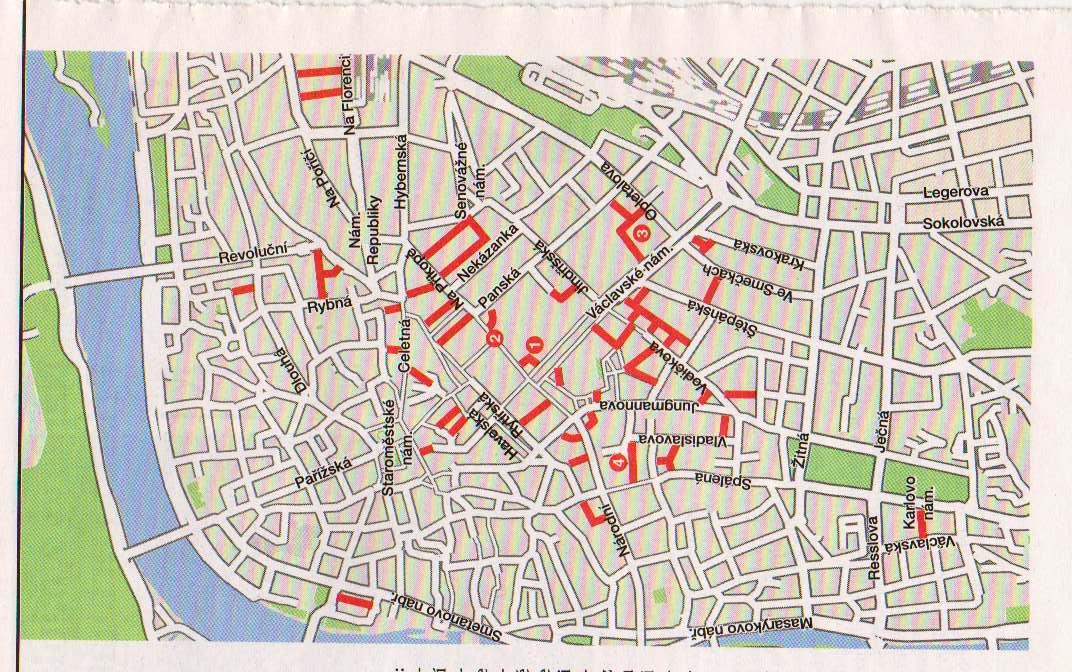 Na Florenci
Na Poříčí
Hybernská
Senovážné
nám.
Nám.
Republiky
Revoluční
Rybná
Dlouhá
Celetná
Na Příkopě
Nekázanka
Panská
Jindřišská
Opletalova
3
Václavské nám.
Legerova
Sokolovská
Krakovská
Ve Smečkách
Štěpánská
2
1
Vodičkova
Jungmannova
Vladislavova
4
Spálená
Rytířská
Havelská
Staroměstské
nám.
Pařížská
Národní
Žitná
Ječná
Karlovo
nám.
Václavská
Resslova
Smetanovo nábř.
Masarykovo nábř.